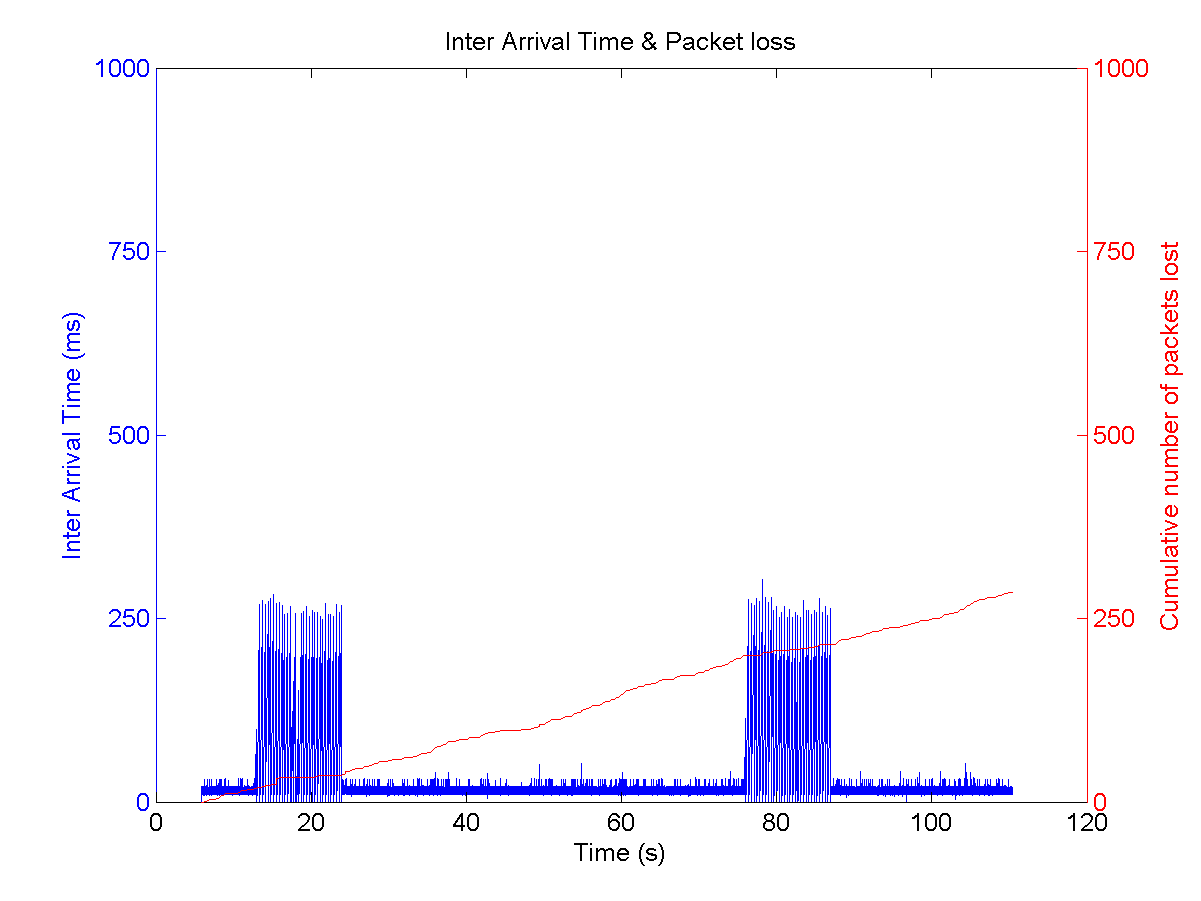 Inter Arrival Time & Packet loss
1000 1000
750 750
500 500
250 250
0 0
Inter Arrival Time (ms)
Cumulative number of packets lost
0 20 40 60 80 100 120
Time (s)